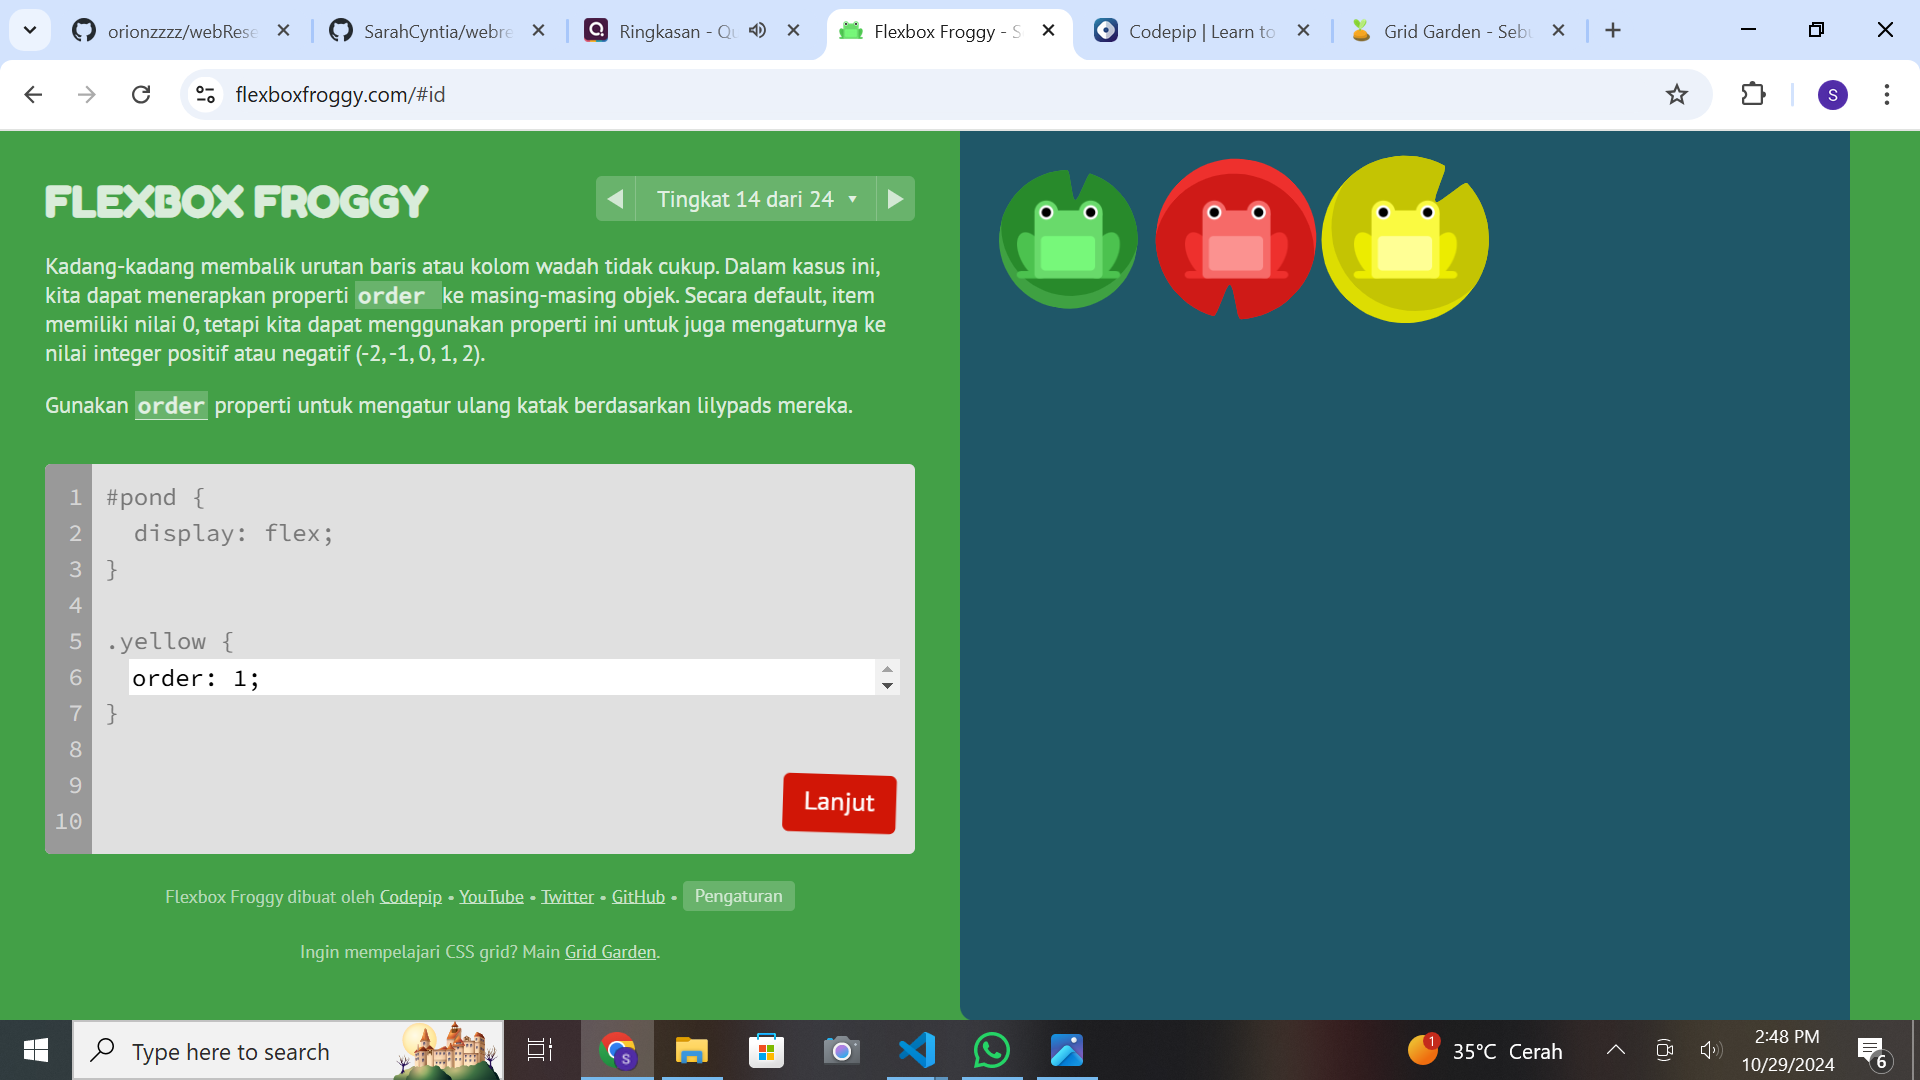 orionzzzz/webRese
SarahCyntia/webre
Ringkasan - Qu
Flexbox Froggy - S
Codepip | Learn to
Grid Garden - Sebu
flexboxfroggy.com/#id
S
FLEXBOX FROGGY
Tingkat 14 dari 24
Kadang-kadang membalik urutan baris atau kolom wadah tidak cukup. Dalam kasus ini,
kita dapat menerapkan properti order ke masing-masing objek. Secara default, item
memiliki nilai 0, tetapi kita dapat menggunakan properti ini untuk juga mengaturnya ke
nilai integer positif atau negatif (-2, -1, 0, 1, 2).
Gunakan order properti untuk mengatur ulang katak berdasarkan lilypads mereka.
1 #pond {
2 display: flex;
3 }
4
5 .yellow {
6 order: 1;
7 }
8
9
10
Lanjut
Flexbox Froggy dibuat oleh Codepip • YouTube • Twitter • GitHub • Pengaturan
Ingin mempelajari CSS grid? Main Grid Garden.
Type here to search
S
1
35°C Cerah
2:48 PM
10/29/2024
6